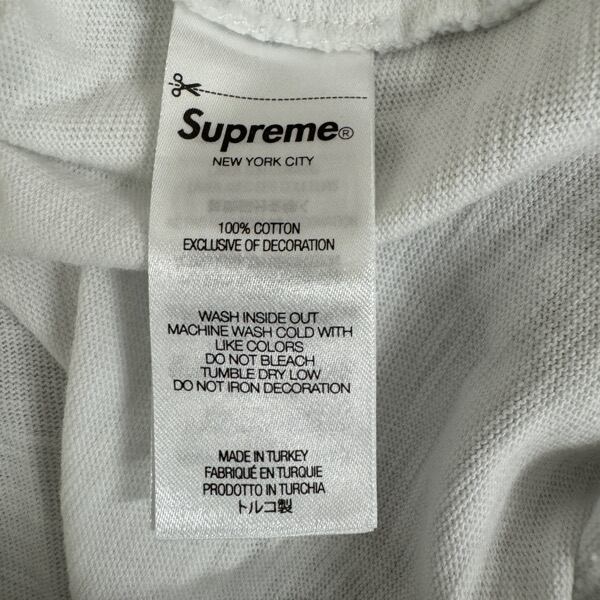 Supreme®
NEW YORK CITY
100% COTTON
EXCLUSIVE OF DECORATION
WASH INSIDE OUT
MACHINE WASH COLD WITH
LIKE COLORS
DO NOT BLEACH
TUMBLE DRY LOW
DO NOT IRON DECORATION
MADE IN TURKEY
FABRIQUÉ EN TURQUIE
PRODOTTO IN TURCHIA
トルコ製